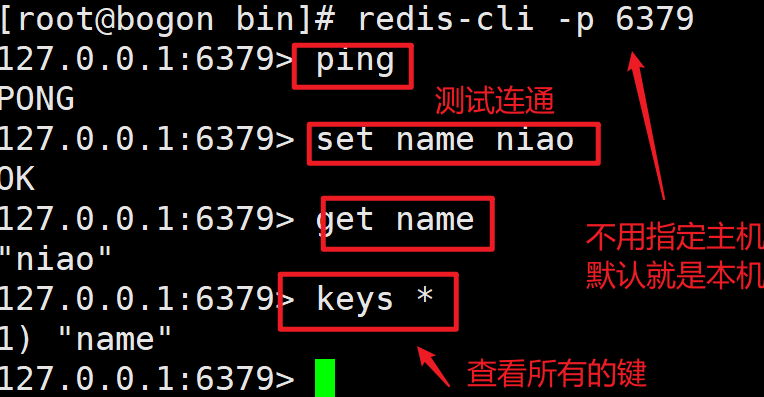 [root@bogon bin]# redis-cli -p 6379
127.0.0.1:6379> ping
PONG
测试连通
127.0.0.1:6379> set name niao
OK
127.0.0.1:6379> get name
不用指定主机
"niao"
默认就是本机
127.0.0.1:6379> keys *
1) "name"
查看所有的键
127.0.0.1:6379>